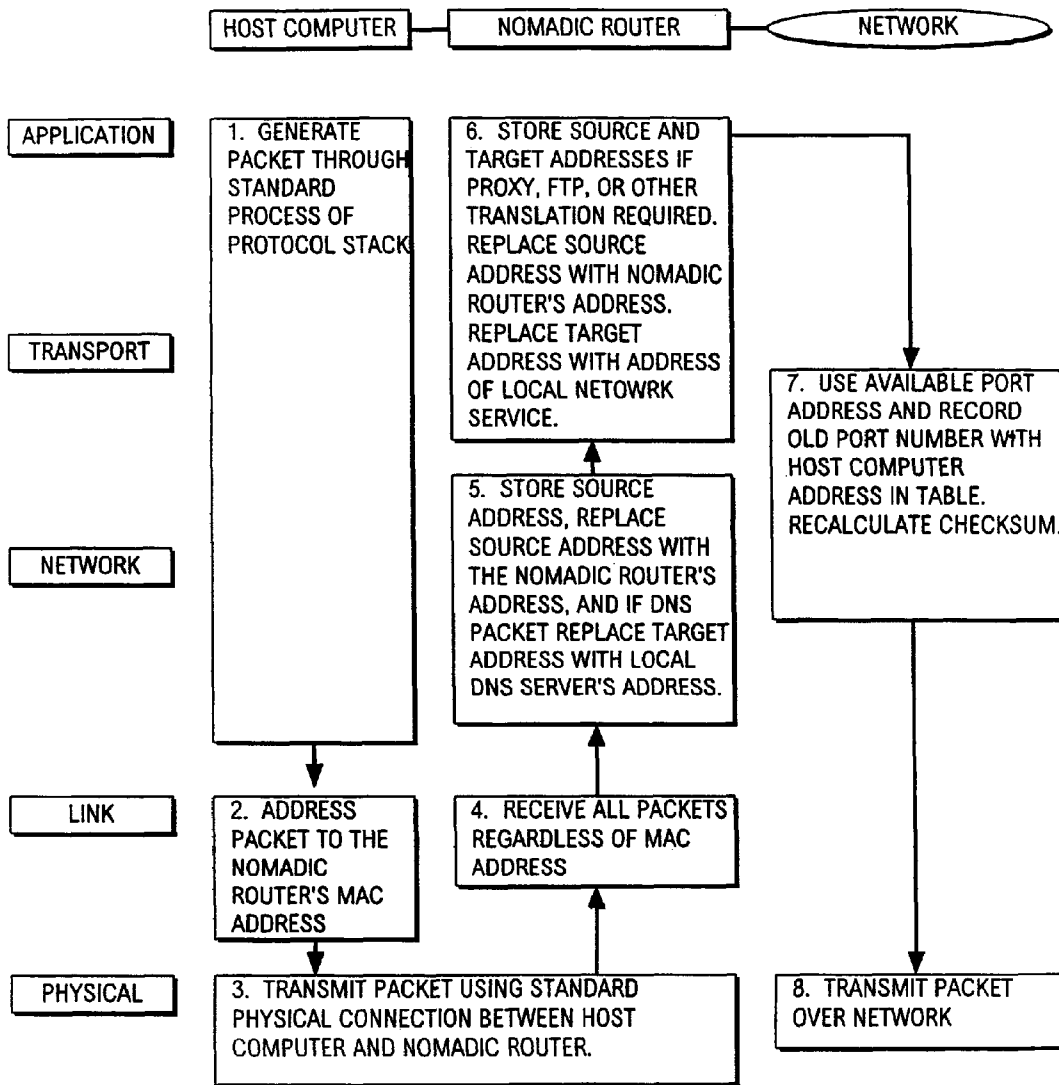 HOST COMPUTER
NOMADIC ROUTER
NETWORK
APPLICATION
TRANSPORT
NETWORK
LINK
PHYSICAL
1. GENERATE
PACKET THROUGH
STANDARD
PROCESS OF
PROTOCOL STACK
2. ADDRESS
PACKET TO THE
NOMADIC
ROUTER'S MAC
ADDRESS
3. TRANSMIT PACKET USING STANDARD
PHYSICAL CONNECTION BETWEEN HOST
COMPUTER AND NOMADIC ROUTER.
4. RECEIVE ALL PACKETS
REGARDLESS OF MAC
ADDRESS
5. STORE SOURCE
ADDRESS, REPLACE
SOURCE ADDRESS WITH
THE NOMADIC ROUTER'S
ADDRESS, AND IF DNS
PACKET REPLACE TARGET
ADDRESS WITH LOCAL
DNS SERVER'S ADDRESS.
6. STORE SOURCE AND
TARGET ADDRESSES IF
PROXY, FTP, OR OTHER
TRANSLATION REQUIRED.
REPLACE SOURCE
ADDRESS WITH NOMADIC
ROUTER'S ADDRESS.
REPLACE TARGET
ADDRESS WITH ADDRESS
OF LOCAL NETOWRK
SERVICE.
7. USE AVAILABLE PORT
ADDRESS AND RECORD
OLD PORT NUMBER WITH
HOST COMPUTER
ADDRESS IN TABLE.
RECALCULATE CHECKSUM.
8. TRANSMIT PACKET
OVER NETWORK